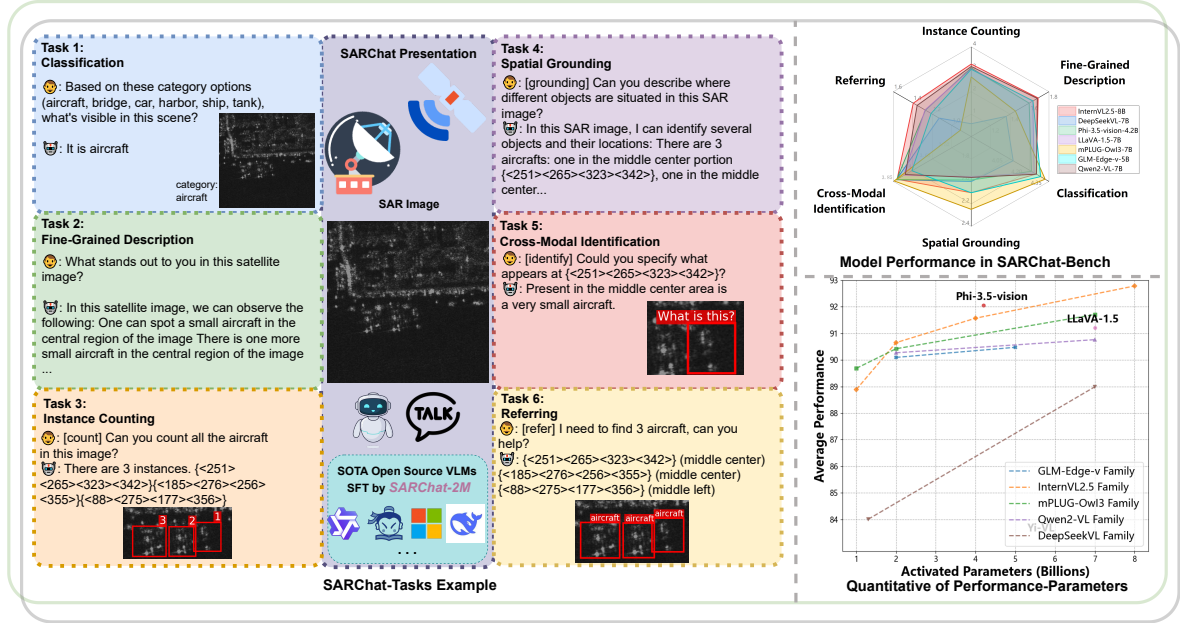 Task 1:
Classification
: Based on these category options
(aircraft, bridge, car, harbor, ship, tank),
what's visible in this scene?
: It is aircraft
category:
aircraft
Task 2:
Fine-Grained Description
: What stands out to you in this satellite
image?
: In this satellite image, we can observe the
following: One can spot a small aircraft in the
central region of the image There is one more
small aircraft in the central region of the image
...
Task 3:
Instance Counting
: [count] Can you count all the aircraft
in this image?
: There are 3 instances. {<251>
<265><323><342>}{<185><276><256>
<355>}{<88><275><177><356>}
3
2
1
SARChat Presentation
SAR Image
TALK
SOTA Open Source VLMs
SFT by SARChat-2M
...
Task 4:
Spatial Grounding
: [grounding] Can you describe where
different objects are situated in this SAR
image?
: In this SAR image, I can identify several
objects and their locations: There are 3
aircrafts: one in the middle center portion
{<251><265><323><342>}, one in the middle
center...
Task 5:
Cross-Modal Identification
: [identify] Could you specify what
appears at {<251><265><323><342>}?
: Present in the middle center area is
a very small aircraft.
What is this?
Task 6:
Referring
: [refer] I need to find 3 aircraft, can you
help?
: {<251><265><323><342>} (middle center)
{<185><276><256><355>} (middle center)
{<88><275><177><356>} (middle left)
aircraft
aircraft
aircraft
SARChat-Tasks Example
Instance Counting
Fine-Grained
Description
Classification
Spatial Grounding
Cross-Modal
Identification
Referring
InternVL2.5-8B
DeepSeekVL-7B
Phi-3.5-vision-4.2B
LLaVA-1.5-7B
mPLUG-Owl3-7B
GLM-Edge-v-5B
Qwen2-VL-7B
Model Performance in SARChat-Bench
93
92
91
90
89
88
87
86
85
84
Average Performance
Phi-3.5-vision
LLaVA-1.5
Yi-VL
GLM-Edge-v Family
InternVL2.5 Family
mPLUG-Owl3 Family
Qwen2-VL Family
DeepSeekVL Family
1 2 3 4 5 6 7 8
Activated Parameters (Billions)
Quantitative of Performance-Parameters